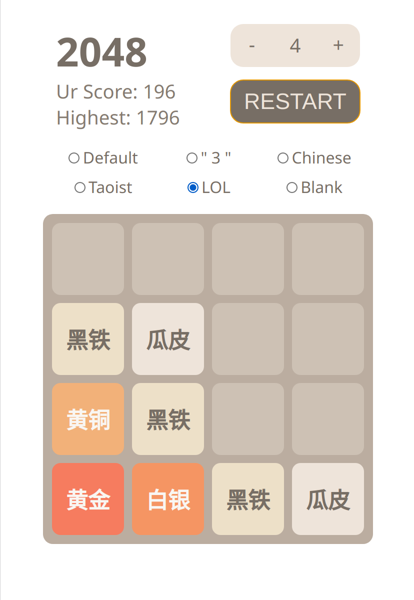 2048
- 4 +
Ur Score: 196
Highest: 1796
RESTART
Default " 3 " Chinese
Taoist LOL Blank
黑铁 瓜皮
黄铜 黑铁
黄金 白银 黑铁 瓜皮